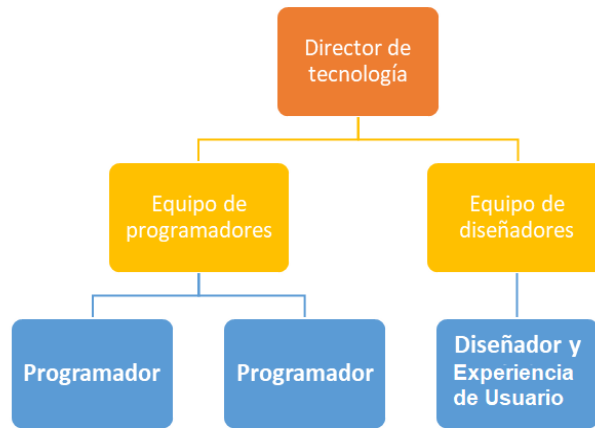 Director de
tecnología
Equipo de
programadores
Equipo de
diseñadores
Programador
Programador
Diseñador y
Experiencia
de Usuario